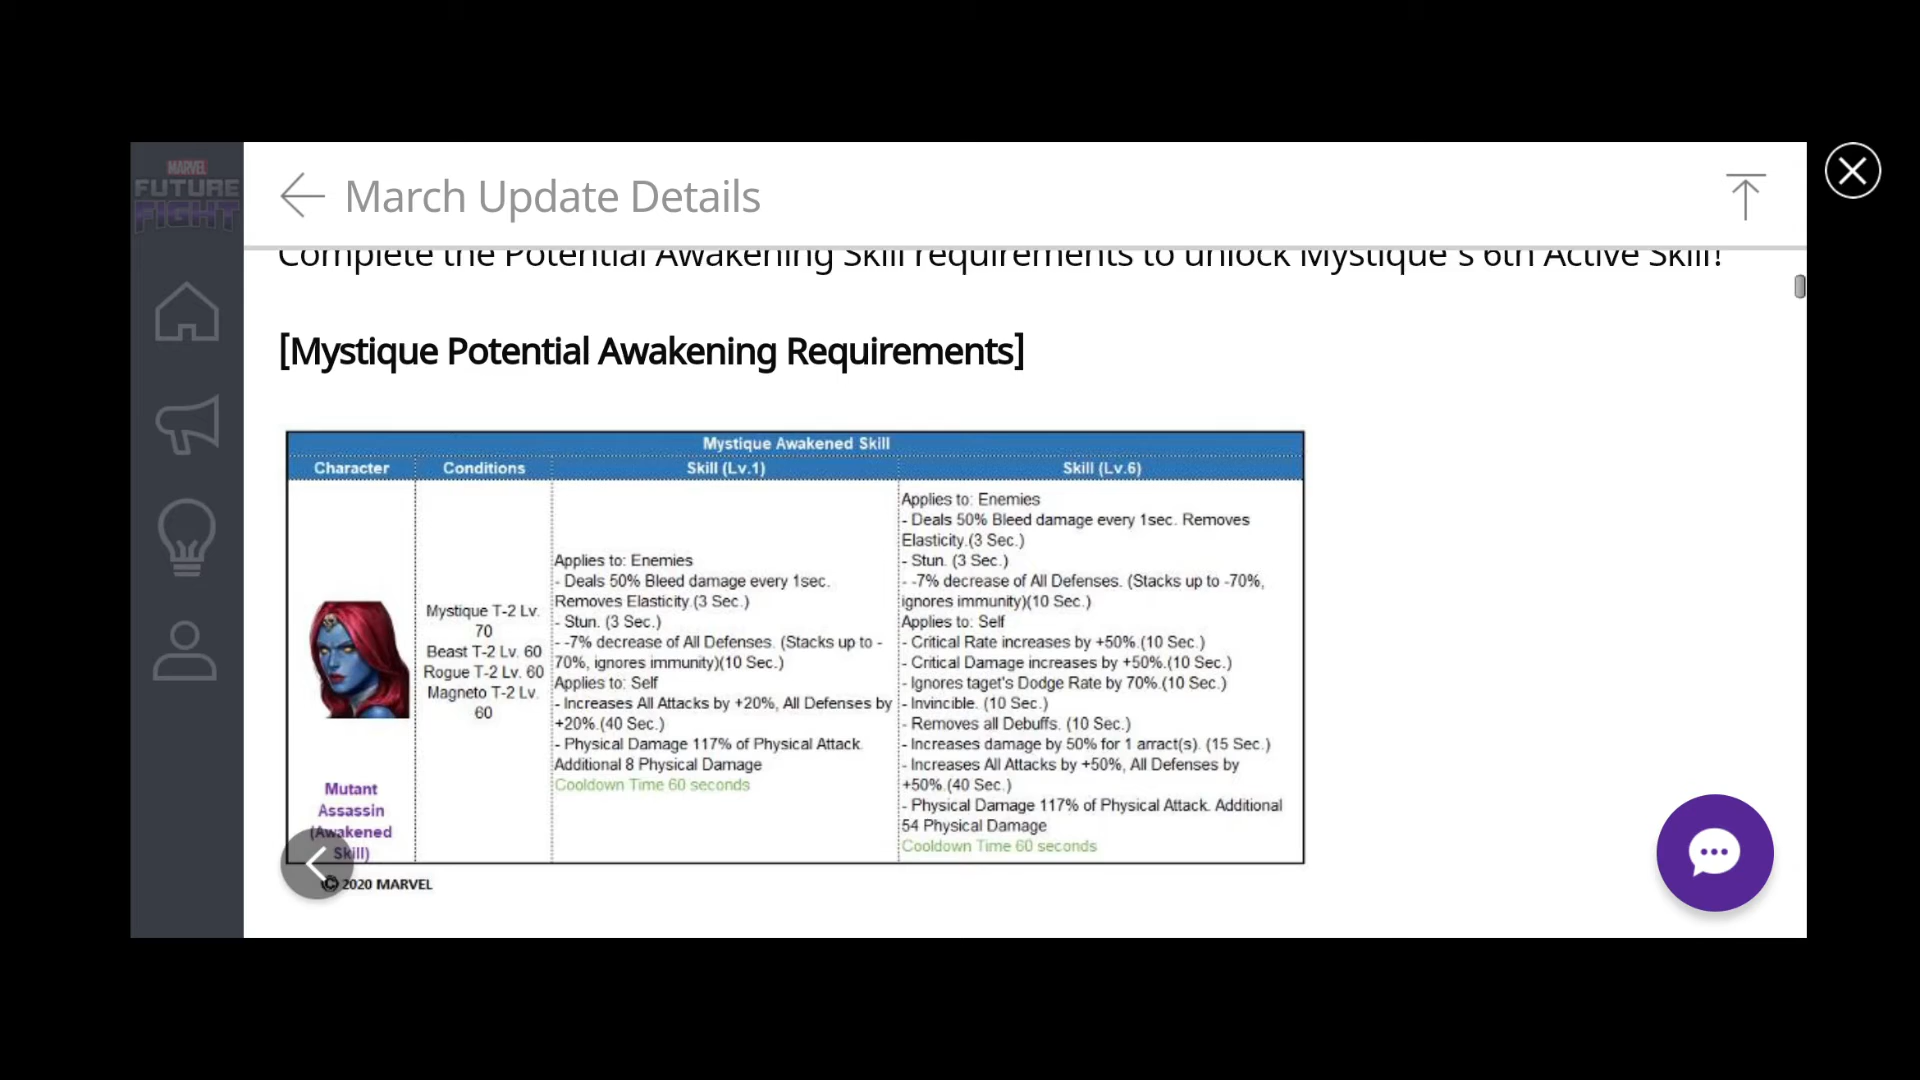 MARVEL
FUTURE
FIGHT
March Update Details
Complete the Potential Awakening Skill requirements to unlock Mystique's 6th Active Skill!
[Mystique Potential Awakening Requirements]
Mystique Awakened Skill
Character
Conditions
Skill (Lv.1)
Skill (Lv.6)
Mutant
Assassin
(Awakened
Skill)
Mystique T-2 Lv.
70
Beast T-2 Lv. 60
Rogue T-2 Lv. 60
Magneto T-2 Lv.
60
Applies to: Enemies
- Deals 50% Bleed damage every 1sec.
Removes Elasticity.(3 Sec.)
- Stun. (3 Sec.)
- -7% decrease of All Defenses. (Stacks up to -
70%, ignores immunity)(10 Sec.)
Applies to: Self
- Increases All Attacks by +20%, All Defenses by
+20%.(40 Sec.)
- Physical Damage 117% of Physical Attack.
Additional 8 Physical Damage
Cooldown Time 60 seconds
Applies to: Enemies
- Deals 50% Bleed damage every 1sec. Removes
Elasticity.(3 Sec.)
- Stun. (3 Sec.)
- -7% decrease of All Defenses. (Stacks up to -70%,
ignores immunity)(10 Sec.)
Applies to: Self
- Critical Rate increases by +50%.(10 Sec.)
- Critical Damage increases by +50%.(10 Sec.)
- Ignores taget's Dodge Rate by 70%.(10 Sec.)
- Invincible. (10 Sec.)
- Removes all Debuffs. (10 Sec.)
- Increases damage by 50% for 1 arract(s). (15 Sec.)
- Increases All Attacks by +50%, All Defenses by
+50%.(40 Sec.)
- Physical Damage 117% of Physical Attack. Additional
54 Physical Damage
Cooldown Time 60 seconds
© 2020 MARVEL